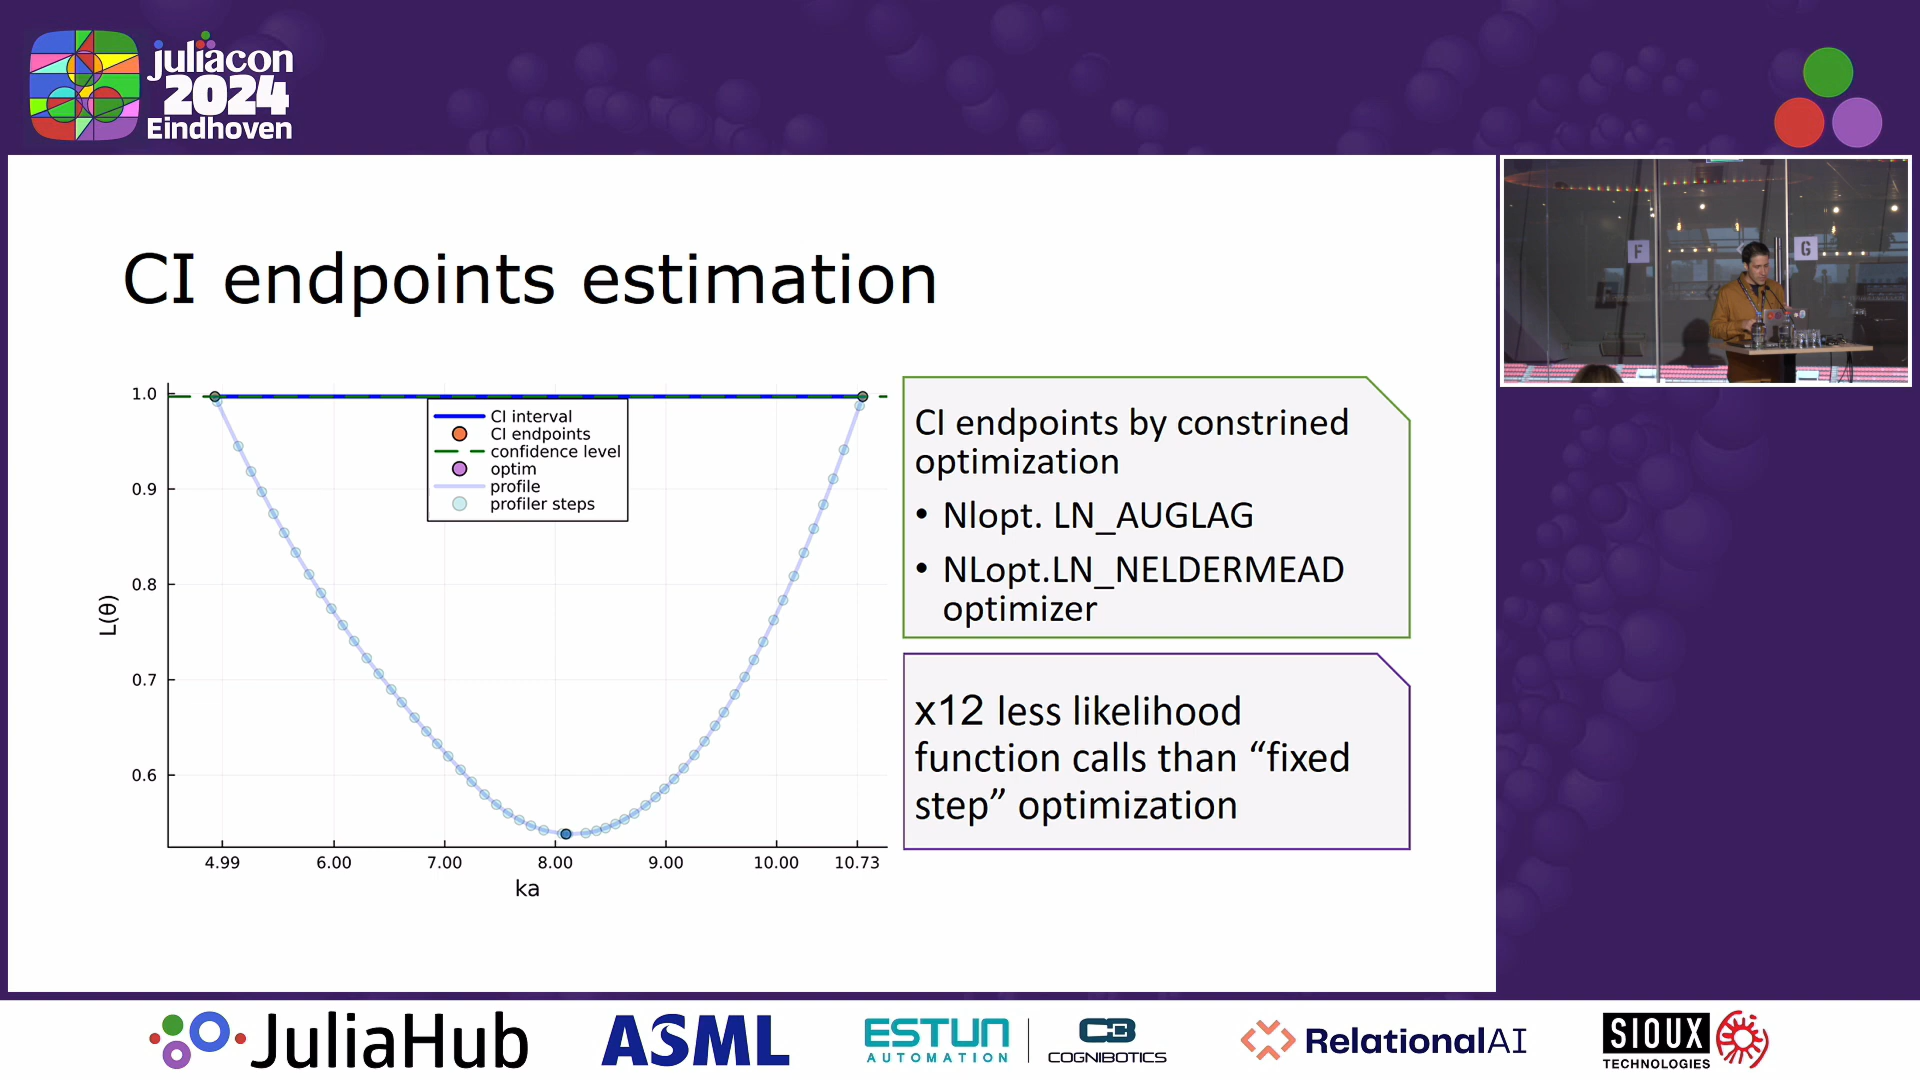 juliacon
2024
Eindhoven
F
G
CI endpoints estimation
1.0
0.9
0.8
0.7
0.6
L(θ)
CI interval
CI endpoints
confidence level
optim
profile
profiler steps
4.99 6.00 7.00 8.00 9.00 10.00 10.73
ka
CI endpoints by constrined
optimization
• Nlopt. LN_AUGLAG
• NLopt.LN_NELDERMEAD
optimizer
x12 less likelihood
function calls than “fixed
step” optimization
JuliaHub
ASML
ESTUN
AUTOMATION
COGNIBOTICS
RelationalAI
SIOUX
TECHNOLOGIES